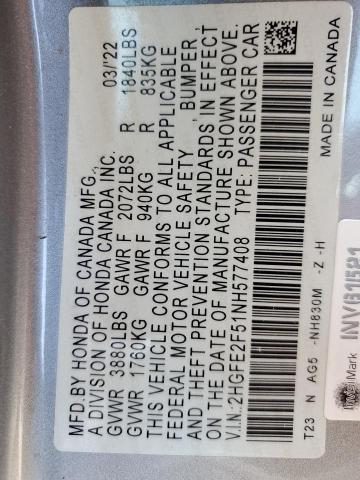 MFD BY HONDA OF CANADA MFG. 03/'22
A DIVISION OF HONDA CANADA INC.
GVWR 3880LBS GAWR F 2072LBS R 1840LBS
GVWR 1760KG GAWR F 940KG R 835KG
THIS VEHICLE CONFORMS TO ALL APPLICABLE
FEDERAL MOTOR VEHICLE SAFETY, BUMPER,
AND THEFT PREVENTION STANDARDS IN EFFECT
ON THE DATE OF MANUFACTURE SHOWN ABOVE.
V.I.N.:2HGFE2F51NH577408 TYPE: PASSENGER CAR
T23 N AG5 -NH830M -Z -H MADE IN CANADA
Mark